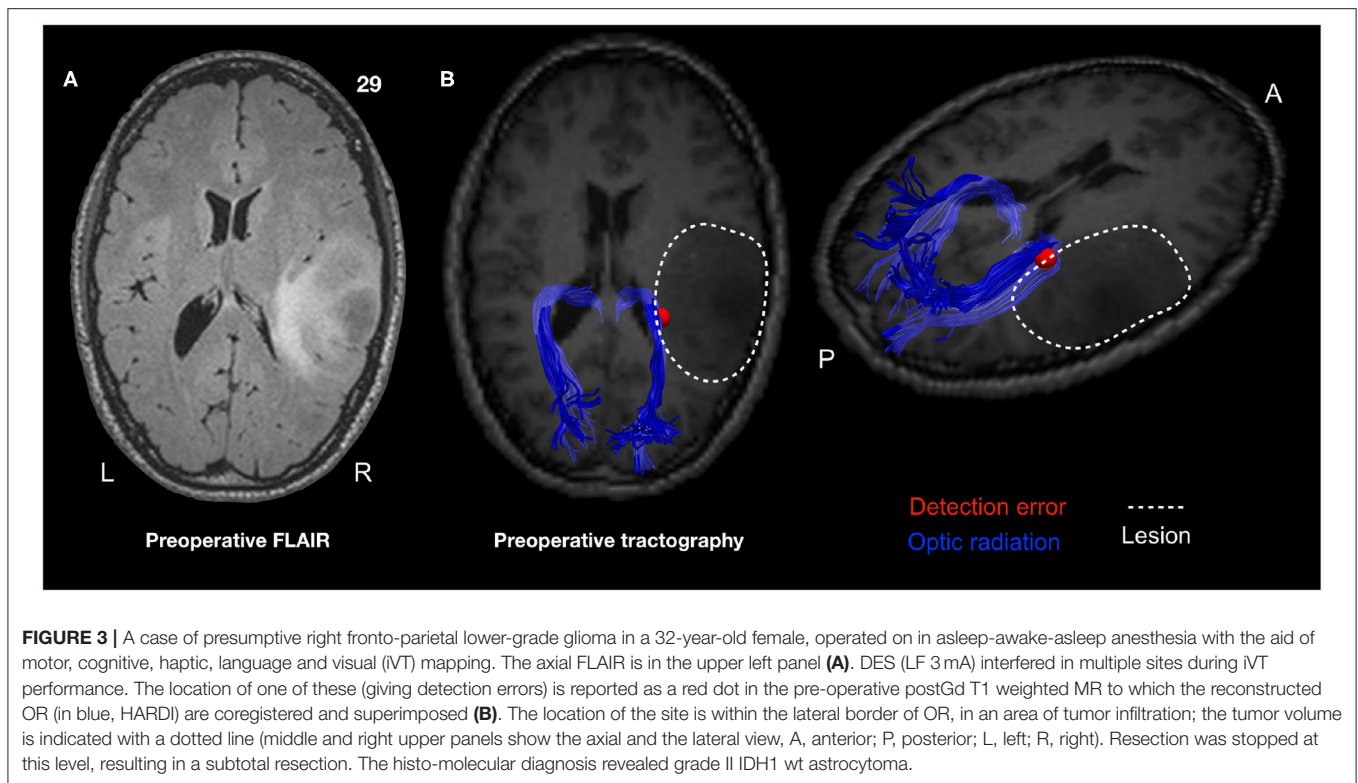 A
29
B
A
P
L
R
Preoperative FLAIR
Preoperative tractography
Detection error
Optic radiation
Lesion
FIGURE 3 | A case of presumptive right fronto-parietal lower-grade glioma in a 32-year-old female, operated on in asleep-awake-asleep anesthesia with the aid of
motor, cognitive, haptic, language and visual (iVT) mapping. The axial FLAIR is in the upper left panel (A). DES (LF 3 mA) interfered in multiple sites during iVT
performance. The location of one of these (giving detection errors) is reported as a red dot in the pre-operative postGd T1 weighted MR to which the reconstructed
OR (in blue, HARDI) are coregistered and superimposed (B). The location of the site is within the lateral border of OR, in an area of tumor infiltration; the tumor volume
is indicated with a dotted line (middle and right upper panels show the axial and the lateral view, A, anterior; P, posterior; L, left; R, right). Resection was stopped at
this level, resulting in a subtotal resection. The histo-molecular diagnosis revealed grade II IDH1 wt astrocytoma.